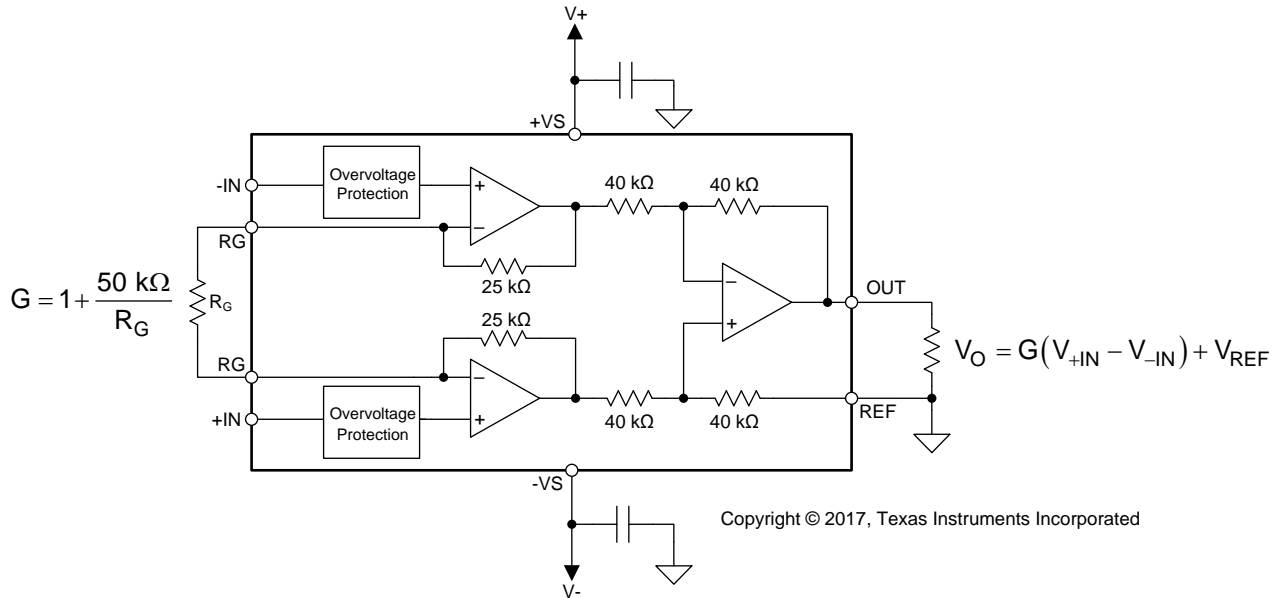 V+
+VS
-IN
Overvoltage
Protection
40 kΩ
40 kΩ
RG
25 kΩ
OUT
G = 1 + 50 kΩ / R_G
R_G
25 kΩ
V_O = G(V_+IN − V_−IN) + V_REF
RG
+IN
Overvoltage
Protection
40 kΩ
40 kΩ
REF
-VS
Copyright © 2017, Texas Instruments Incorporated
V-